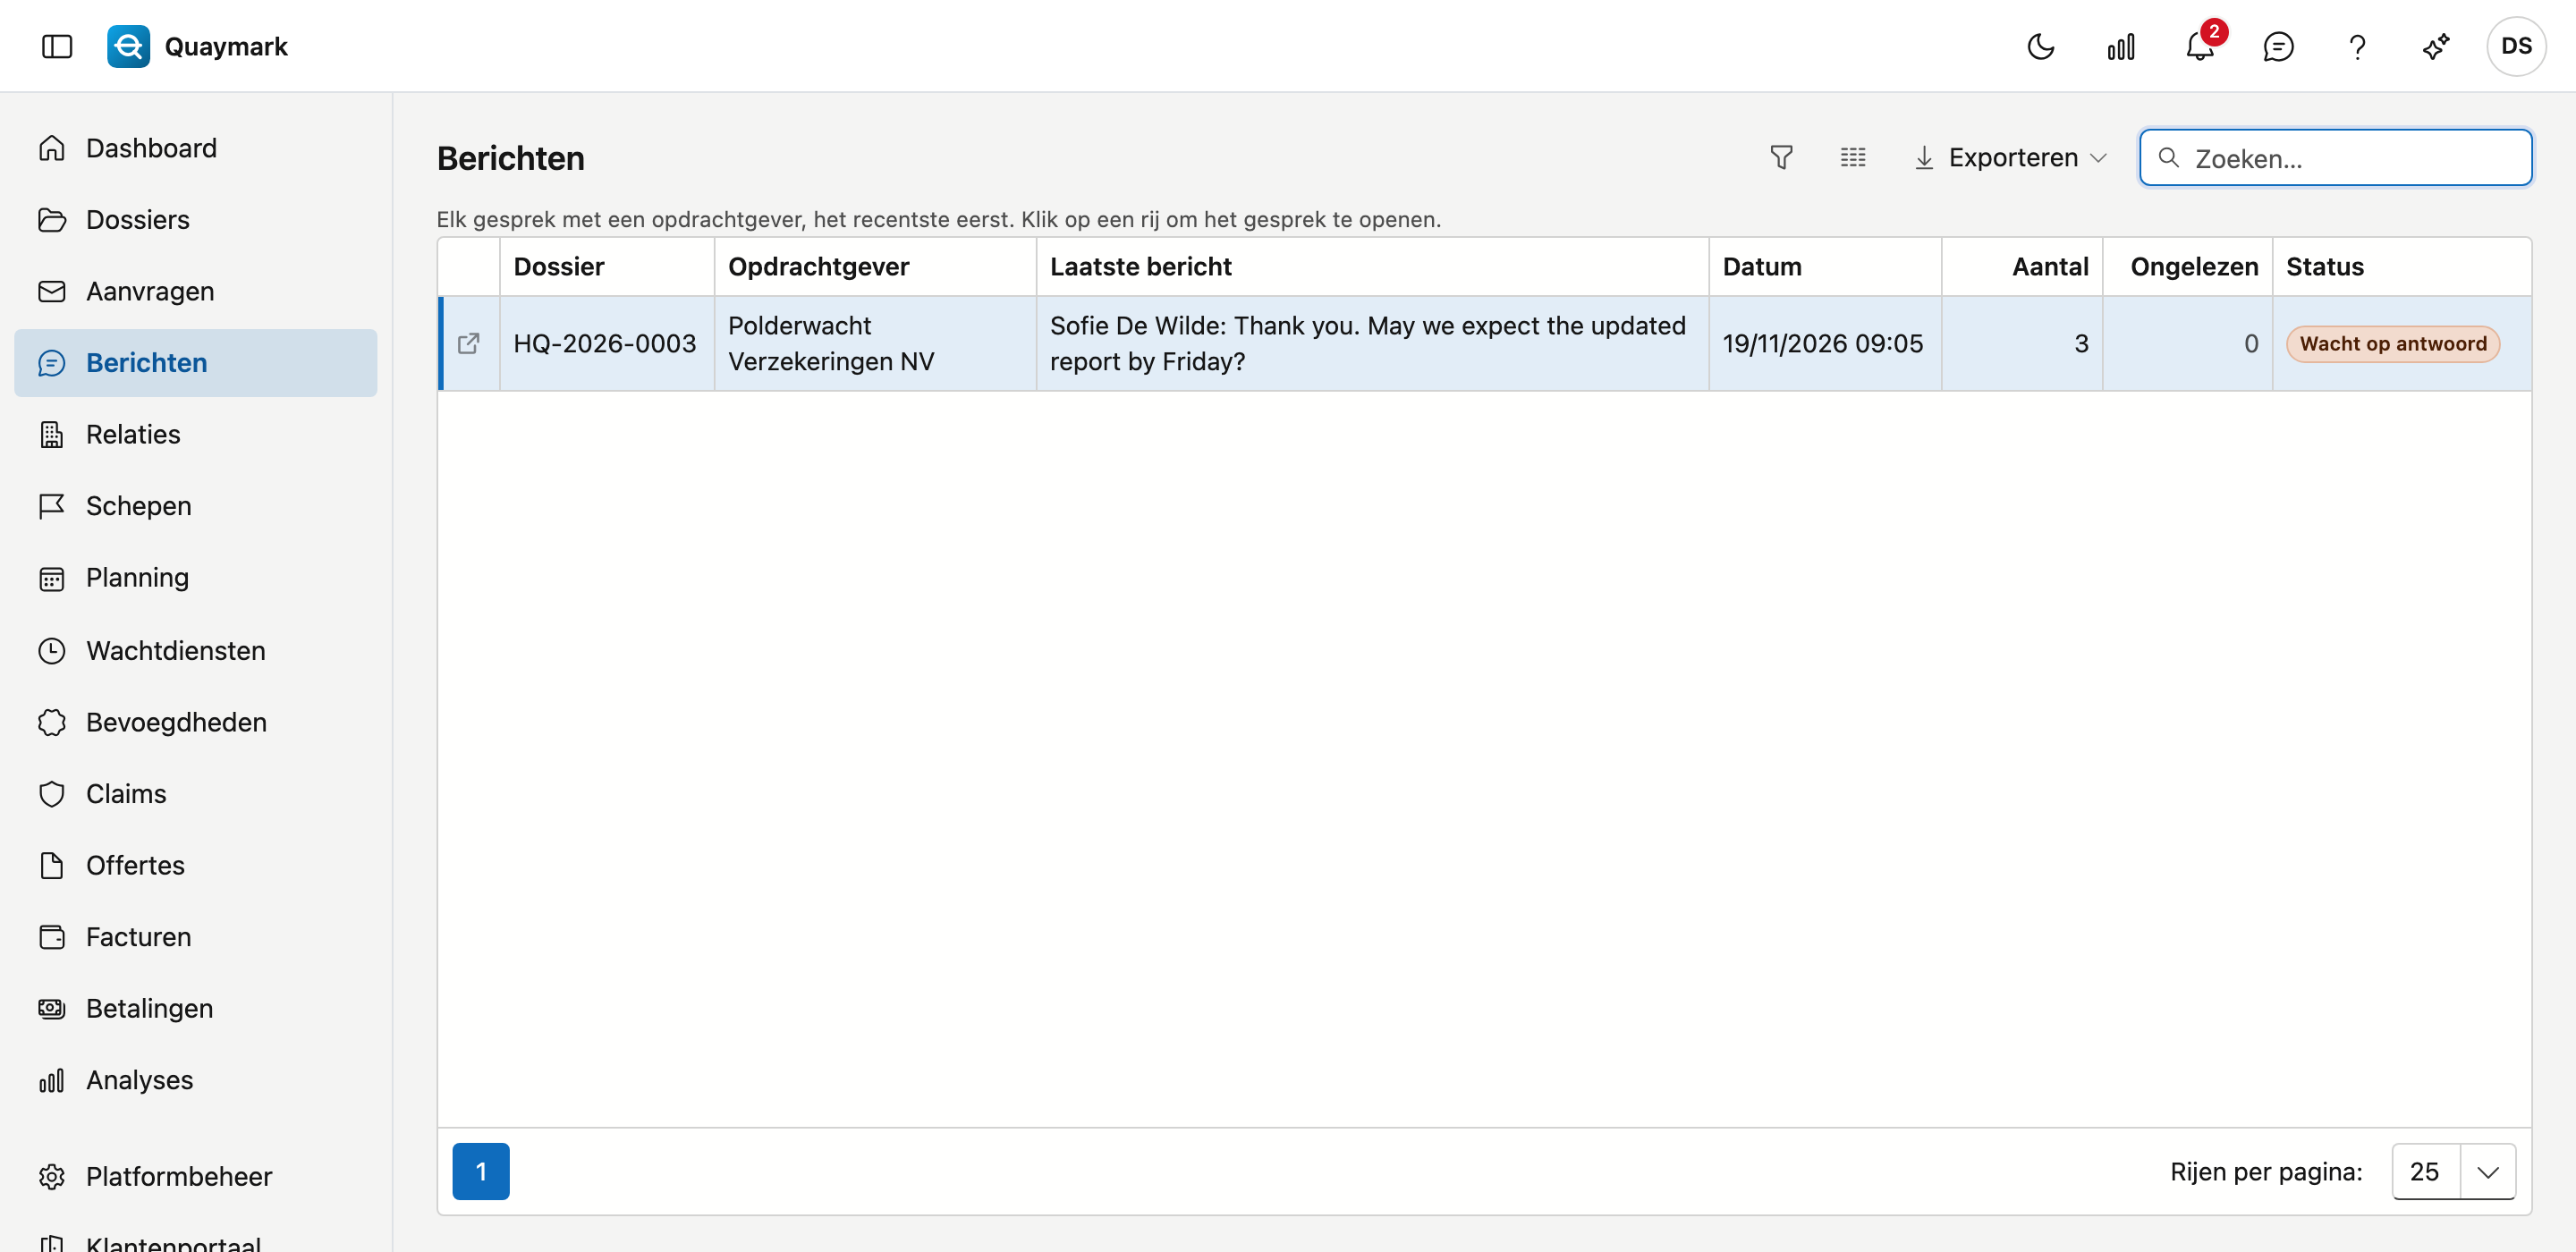 Quaymark
2
DS
Dashboard
Dossiers
Aanvragen
Berichten
Relaties
Schepen
Planning
Wachtdiensten
Bevoegdheden
Claims
Offertes
Facturen
Betalingen
Analyses
Platformbeheer
Klantenportaal
Berichten
Exporteren
Zoeken...
Elk gesprek met een opdrachtgever, het recentste eerst. Klik op een rij om het gesprek te openen.
Dossier Opdrachtgever Laatste bericht Datum Aantal Ongelezen Status
HQ-2026-0003
Polderwacht
Verzekeringen NV
Sofie De Wilde: Thank you. May we expect the updated
report by Friday?
19/11/2026 09:05
3
0
Wacht op antwoord
1
Rijen per pagina: 25